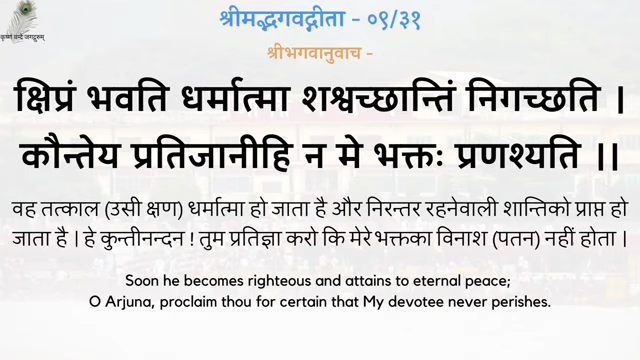 श्रीमद्भगवद्गीता - ०९/३१
कृष्णं वन्दे जगद्गुरुम्
श्रीभगवानुवाच -
क्षिप्रं भवति धर्मात्मा शश्वच्छान्तिं निगच्छति ।
कौन्तेय प्रतिजानीहि न मे भक्तः प्रणश्यति ।।
वह तत्काल (उसी क्षण) धर्मात्मा हो जाता है और निरन्तर रहनेवाली शान्तिको प्राप्त हो
जाता है । हे कुन्तीनन्दन ! तुम प्रतिज्ञा करो कि मेरे भक्तका विनाश (पतन) नहीं होता ।
Soon he becomes righteous and attains to eternal peace;
O Arjuna, proclaim thou for certain that My devotee never perishes.